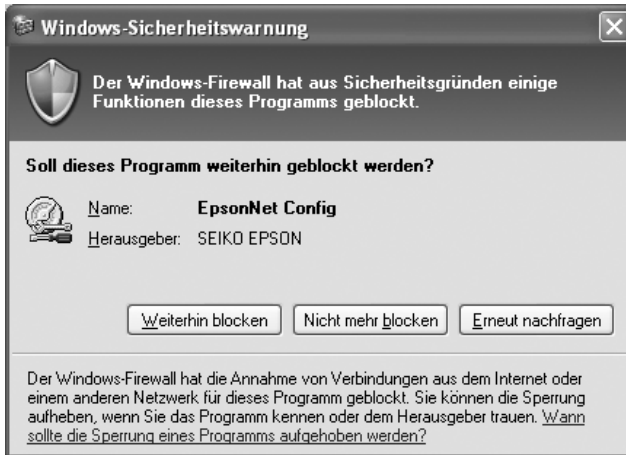 Windows-Sicherheitswarnung
Der Windows-Firewall hat aus Sicherheitsgründen einige
Funktionen dieses Programms geblockt.
Soll dieses Programm weiterhin geblockt werden?
Name: EpsonNet Config
Herausgeber: SEIKO EPSON
Weiterhin blocken Nicht mehr blocken Erneut nachfragen
Der Windows-Firewall hat die Annahme von Verbindungen aus dem Internet oder
einem anderen Netzwerk für dieses Programm geblockt. Sie können die Sperrung
aufheben, wenn Sie das Programm kennen oder dem Herausgeber trauen. Wann
sollte die Sperrung eines Programms aufgehoben werden?